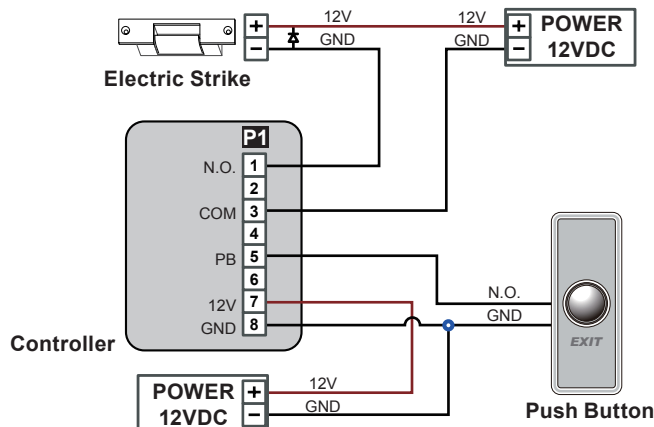 + 12V 12V + POWER
- GND GND - 12VDC
Electric Strike
P1
N.O. 1
2
COM 3
4
PB 5
6
12V 7
GND 8
Controller
N.O.
GND
EXIT
Push Button
POWER + 12V
12VDC - GND